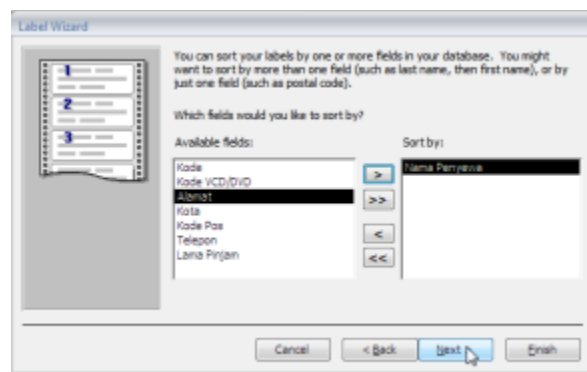 Label Wizard
You can sort your labels by one or more fields in your database. You might
want to sort by more than one field (such as last name, then first name), or by
just one field (such as postal code).
Which fields would you like to sort by?
Available fields:
Sort by:
Kode
Kode VCD/DVD
Alamat
Kota
Kode Pos
Telepon
Lama Pinjam
>
>>
<
<<
Nama Penyewa
1
2
3
Cancel
< Back
Next >
Finish